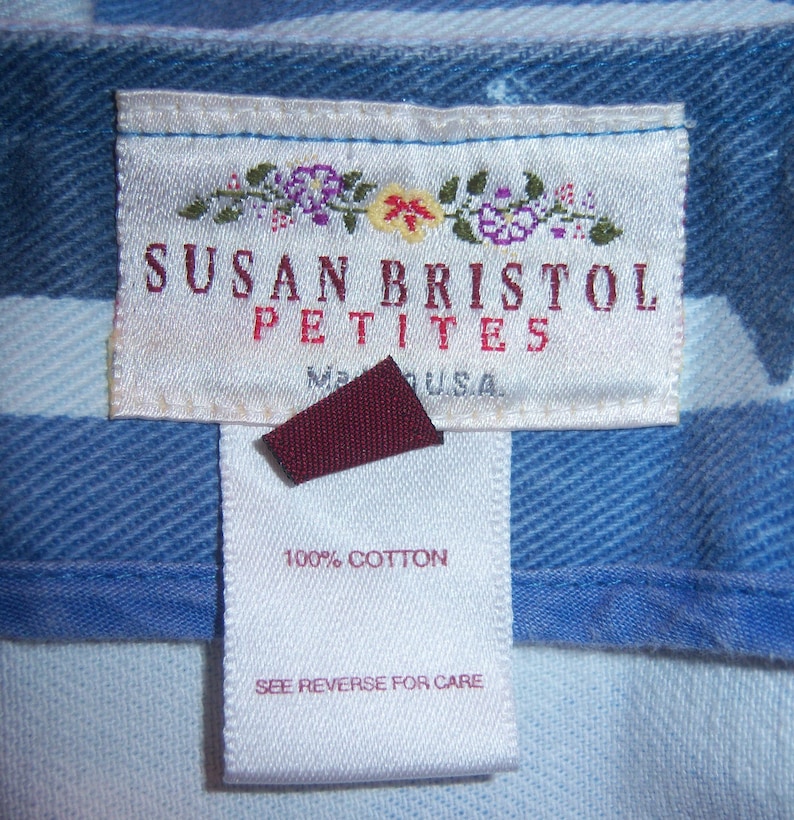 SUSAN BRISTOL
PETITES
U.S.A.
100% COTTON
SEE REVERSE FOR CARE